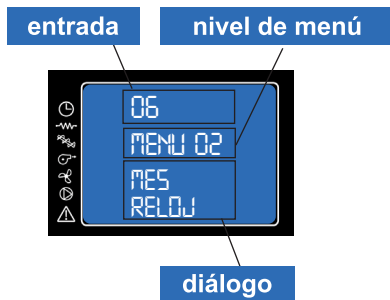 entrada
nivel de menú
06
MENU 02
MES
RELOJ
diálogo